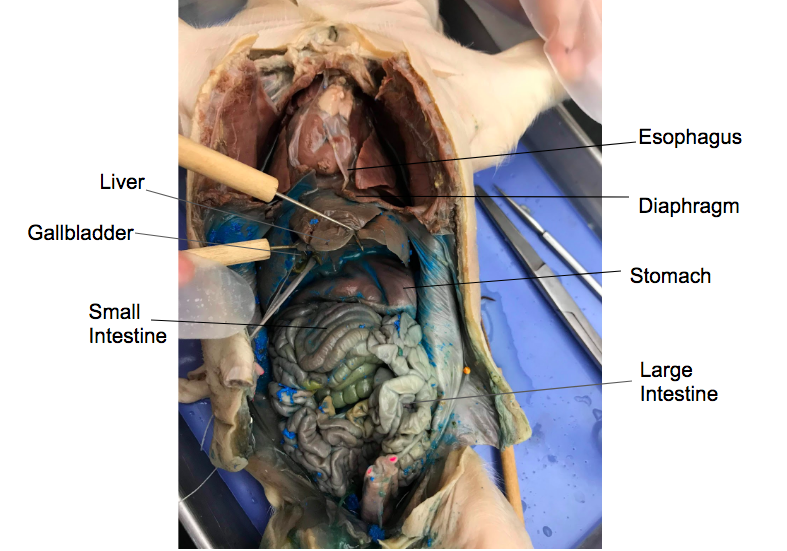 Esophagus
Liver
Diaphragm
Gallbladder
Stomach
Small
Intestine
Large
Intestine